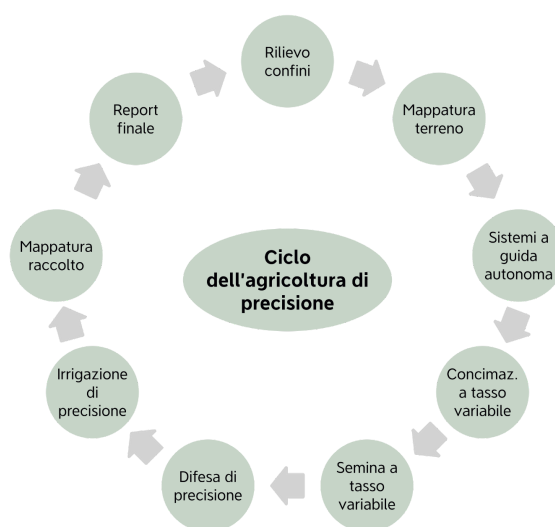 Rilievo
confini
Mappatura
terreno
Sistemi a
guida
autonoma
Concimaz.
a tasso
variabile
Semina a
tasso
variabile
Difesa di
precisione
Irrigazione
di
precisione
Mappatura
raccolto
Report
finale
Ciclo
dell'agricoltura di
precisione